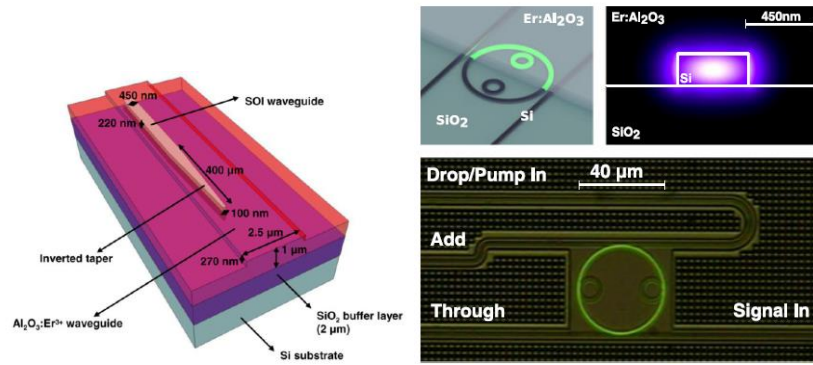 450 nm
SOI waveguide
220 nm
400 μm
100 nm
2.5 μm
1 μm
270 nm
Inverted taper
Al₂O₃:Er³⁺ waveguide
SiO₂ buffer layer
(2 μm)
Si substrate
Er:Al₂O₃
SiO₂
Si
Er:Al₂O₃
450nm
Si
SiO₂
Drop/Pump In
40 μm
Add
Through
Signal In